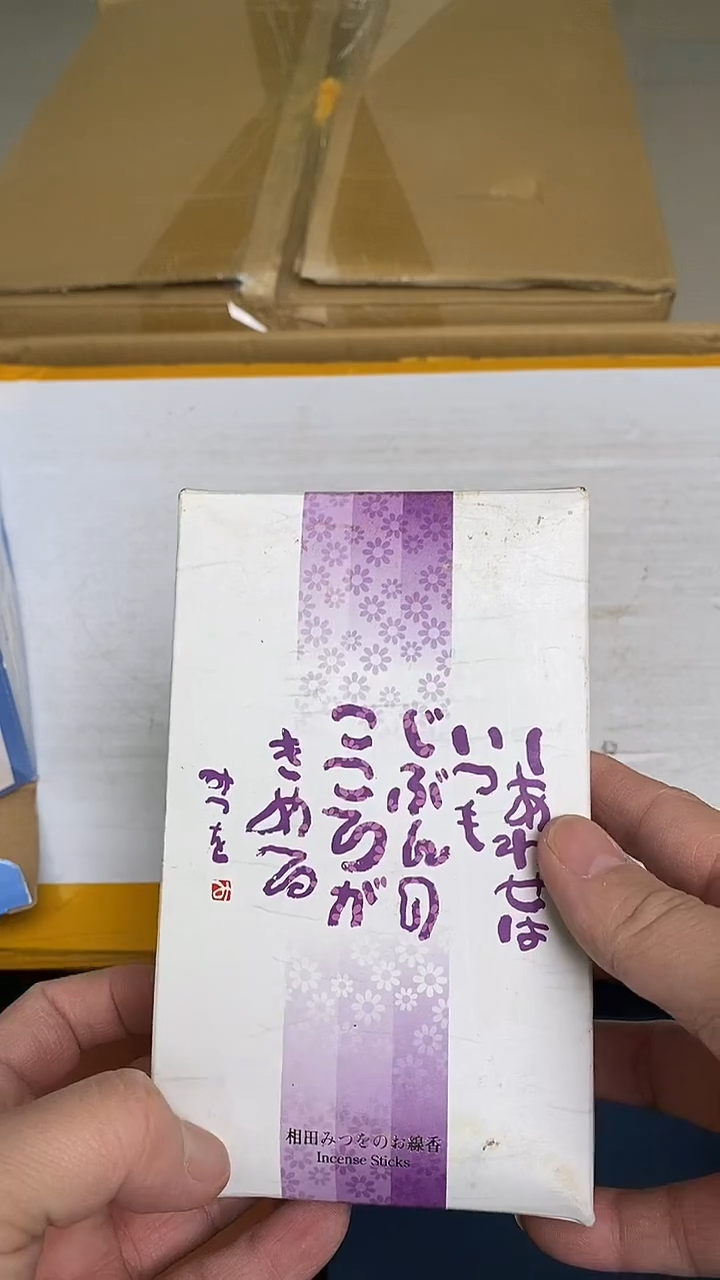 しあわせは
いつも
じぶんの
こころが
きめる
みつを
相田みつをのお線香
Incense Sticks